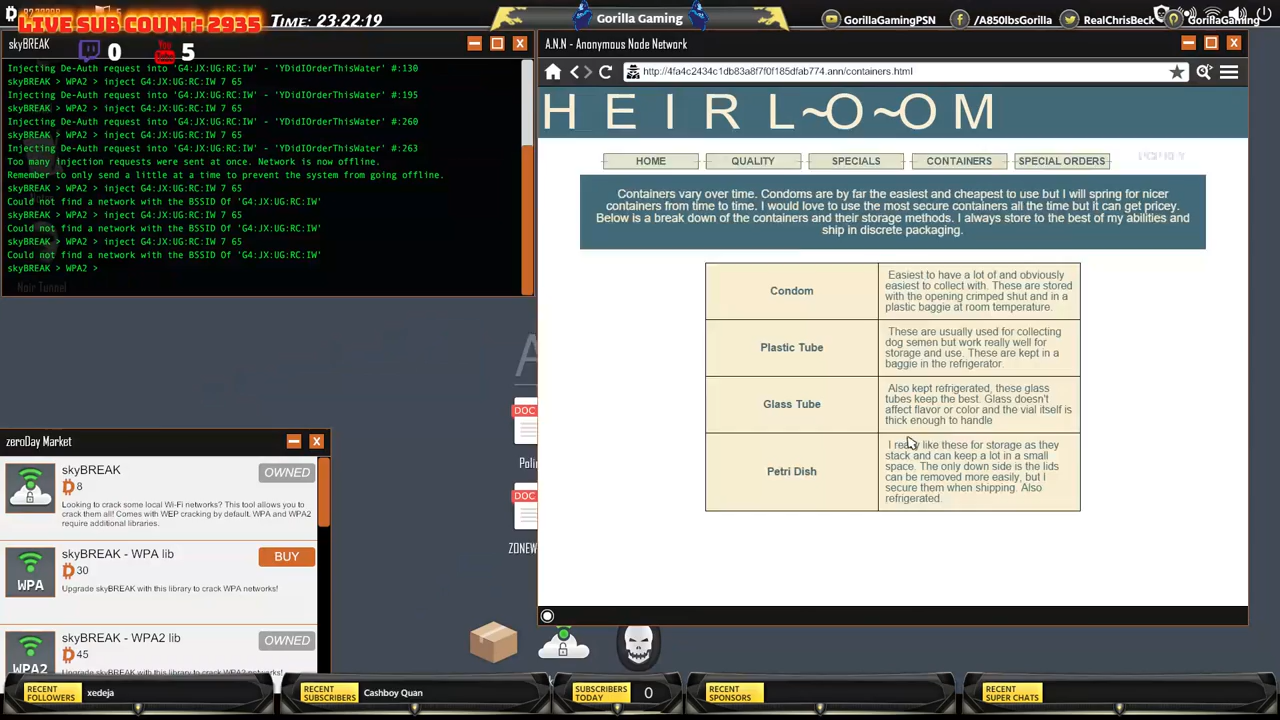 LIVE SUB COUNT: 2935
TIME: 23:22:19
Gorilla Gaming
GorillaGamingPSN
/A850lbsGorilla
RealChrisBeck
GorillaGaming
0
5
skyBREAK
Injecting De-Auth request into 'G4:JX:UG:RC:IW' - 'YDidIOrderThisWater' #:130
skyBREAK > WPA2 > inject G4:JX:UG:RC:IW 7 65
Injecting De-Auth request into 'G4:JX:UG:RC:IW' - 'YDidIOrderThisWater' #:195
skyBREAK > WPA2 > inject G4:JX:UG:RC:IW 7 65
Injecting De-Auth request into 'G4:JX:UG:RC:IW' - 'YDidIOrderThisWater' #:260
skyBREAK > WPA2 > inject G4:JX:UG:RC:IW 7 65
Injecting De-Auth request into 'G4:JX:UG:RC:IW' - 'YDidIOrderThisWater' #:263
Too many injection requests were sent at once. Network is now offline.
Remember to only send a little at a time to prevent the system from going offline.
skyBREAK > WPA2 > inject G4:JX:UG:RC:IW 7 65
Could not find a network with the BSSID Of 'G4:JX:UG:RC:IW'
skyBREAK > WPA2 > inject G4:JX:UG:RC:IW 7 65
Could not find a network with the BSSID Of 'G4:JX:UG:RC:IW'
skyBREAK > WPA2 > inject G4:JX:UG:RC:IW 7 65
Could not find a network with the BSSID Of 'G4:JX:UG:RC:IW'
skyBREAK > WPA2 >
Noir Tunnel
A.N.N - Anonymous Node Network
http://4fa4c2434c1db83a8f7f0f185dfab774.ann/containers.html
H E I R L~O~O M
HOME
QUALITY
SPECIALS
CONTAINERS
SPECIAL ORDERS
Containers vary over time. Condoms are by far the easiest and cheapest to use but I will spring for nicer
containers from time to time. I would love to use the most secure containers all the time but it can get pricey.
Below is a break down of the containers and their storage methods. I always store to the best of my abilities and
ship in discrete packaging.
Condom
Easiest to have a lot of and obviously
easiest to collect with. These are stored
with the opening crimped shut and in a
plastic baggie at room temperature.
Plastic Tube
These are usually used for collecting
dog semen but work really well for
storage and use. These are kept in a
baggie in the refrigerator.
Glass Tube
Also kept refrigerated, these glass
tubes keep the best. Glass doesn't
affect flavor or color and the vial itself is
thick enough to handle
Petri Dish
I really like these for storage as they
stack and can keep a lot in a small
space. The only down side is the lids
can be removed more easily, but I
secure them when shipping. Also
refrigerated.
A
DOC
Poli
DOC
ZONEW
zeroDay Market
skyBREAK
OWNED
8
Looking to crack some local Wi-Fi networks? This tool allows you to
crack them all! Comes with WEP cracking by default. WPA and WPA2
require additional libraries.
WPA
skyBREAK - WPA lib
BUY
30
Upgrade skyBREAK with this library to crack WPA networks!
WPA2
skyBREAK - WPA2 lib
OWNED
45
Upgrade skyBREAK with this library to crack WPA2 networks!
RECENT
FOLLOWERS
xedeja
RECENT
SUBSCRIBERS
Cashboy Quan
SUBSCRIBERS
TODAY
0
RECENT
SPONSORS
RECENT
SUPER CHATS